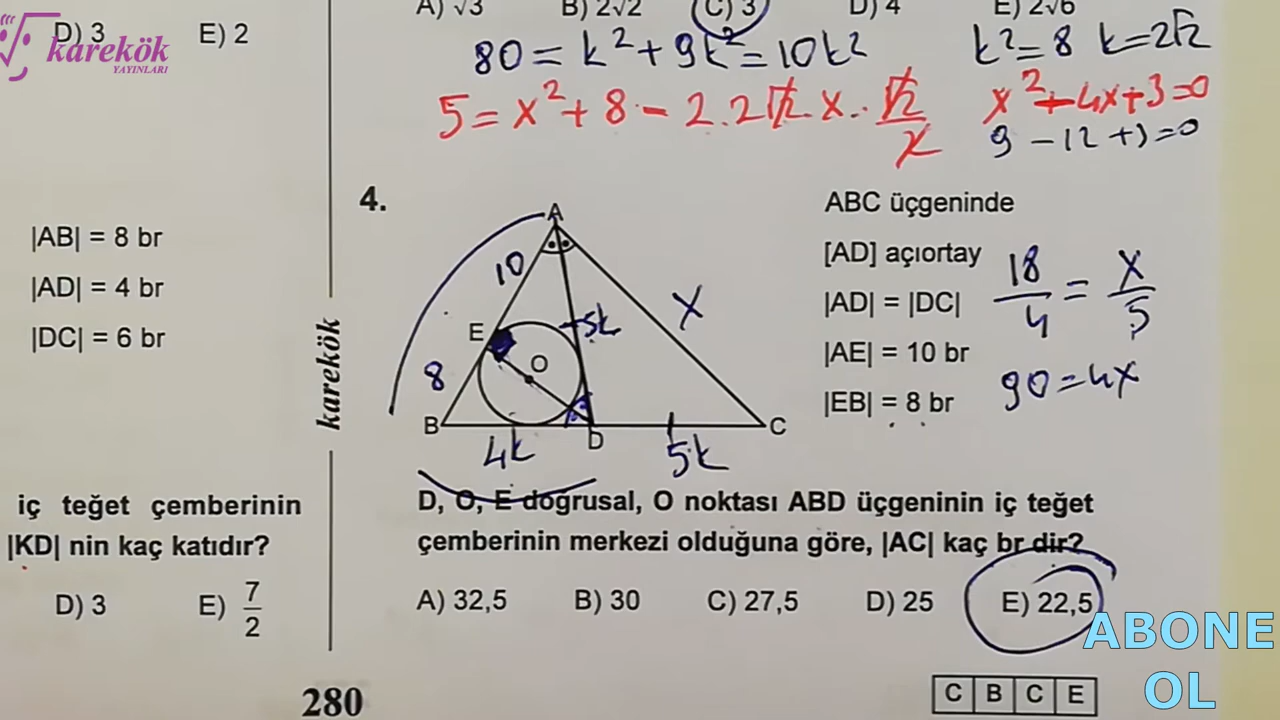 D) 3 E) 2
karekök
YAYINLARI
|AB| = 8 br
|AD| = 4 br
|DC| = 6 br
iç teğet çemberinin
|KD| nin kaç katıdır?
D) 3 E) 7/2
karekök
A) √3 B) 2√2 C) 3 D) 4 E) 2√6
80 = k² + 9k² = 10k² k² = 8 k = 2√2
5 = x² + 8 - 2.2√2 x . √2/x x² - 4x + 3 = 0
9 - 12 + 3 = 0
4.
A
10
E
5k
x
O
8
B
D
C
4k
5k
ABC üçgeninde
[AD] açıortay
|AD| = |DC|
|AE| = 10 br
|EB| = 8 br
18/4 = x/5
90 = 4x
D, O, E doğrusal, O noktası ABD üçgeninin iç teğet
çemberinin merkezi olduğuna göre, |AC| kaç br dir?
A) 32,5 B) 30 C) 27,5 D) 25 E) 22,5
280
C B C E
ABONE
OL